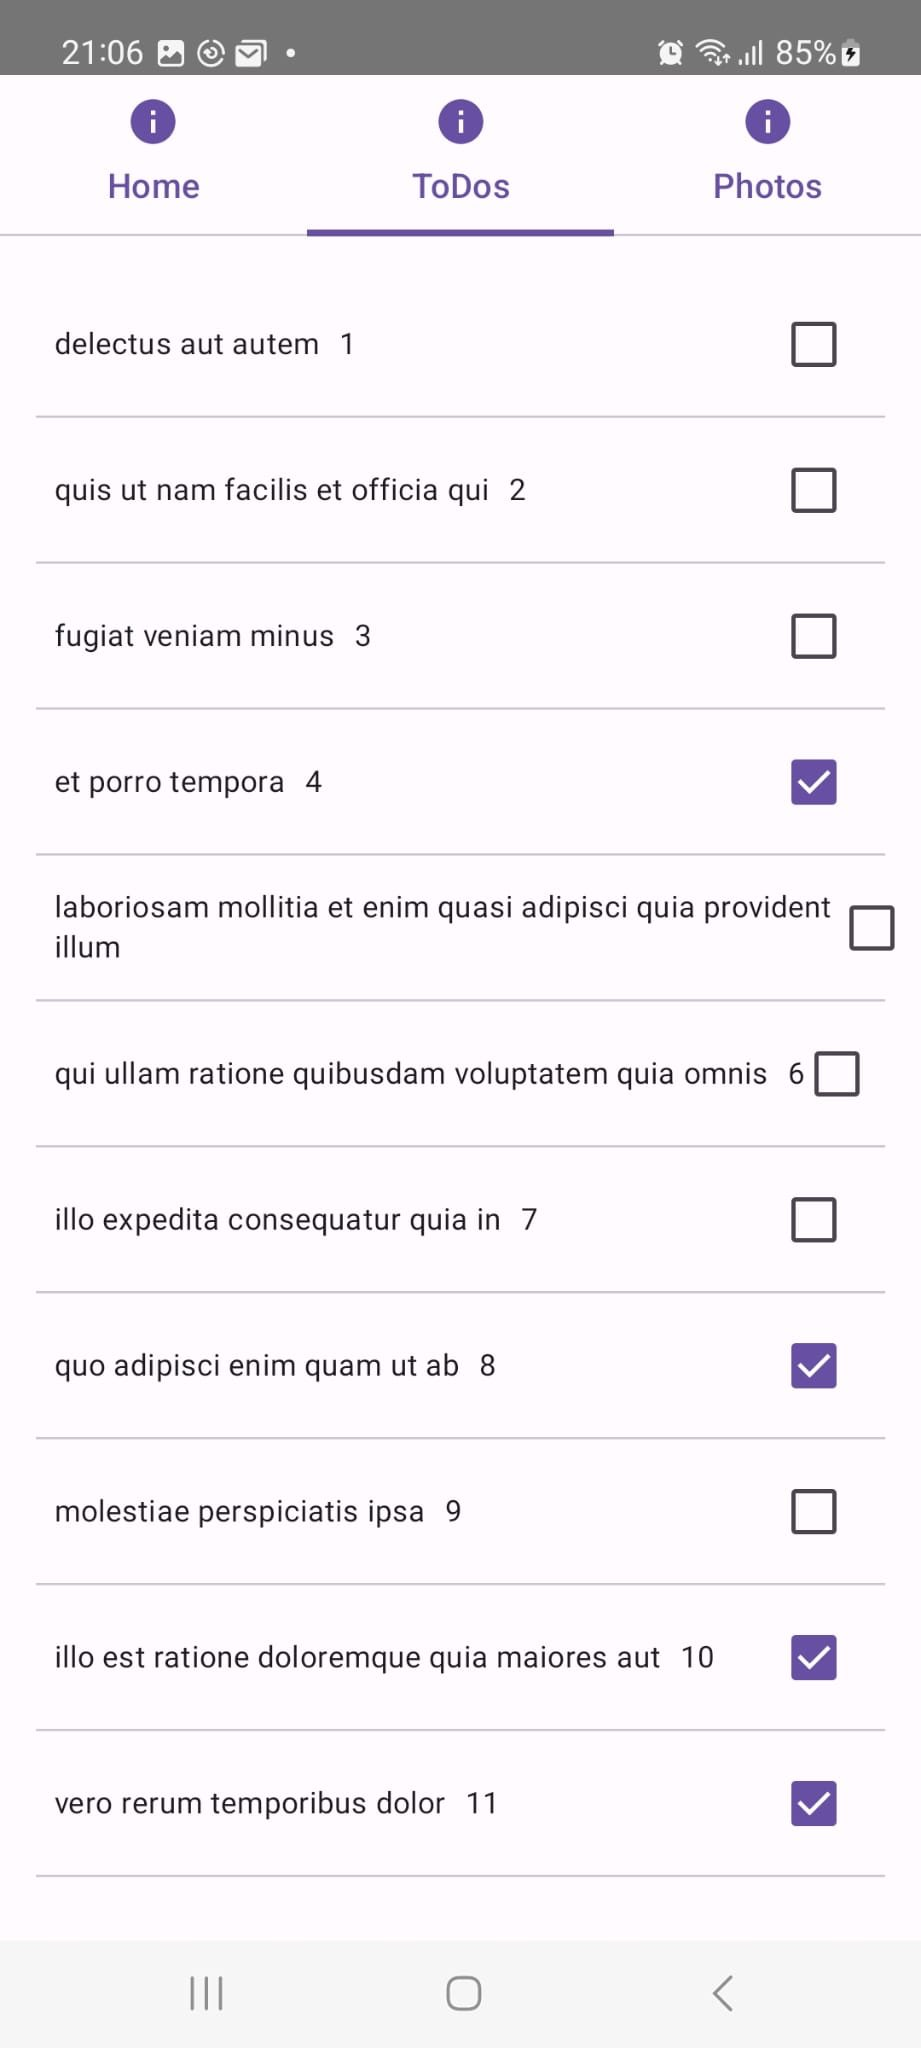 21:06
85%
Home ToDos Photos
delectus aut autem 1
quis ut nam facilis et officia qui 2
fugiat veniam minus 3
et porro tempora 4
laboriosam mollitia et enim quasi adipisci quia provident
illum
qui ullam ratione quibusdam voluptatem quia omnis 6
illo expedita consequatur quia in 7
quo adipisci enim quam ut ab 8
molestiae perspiciatis ipsa 9
illo est ratione doloremque quia maiores aut 10
vero rerum temporibus dolor 11